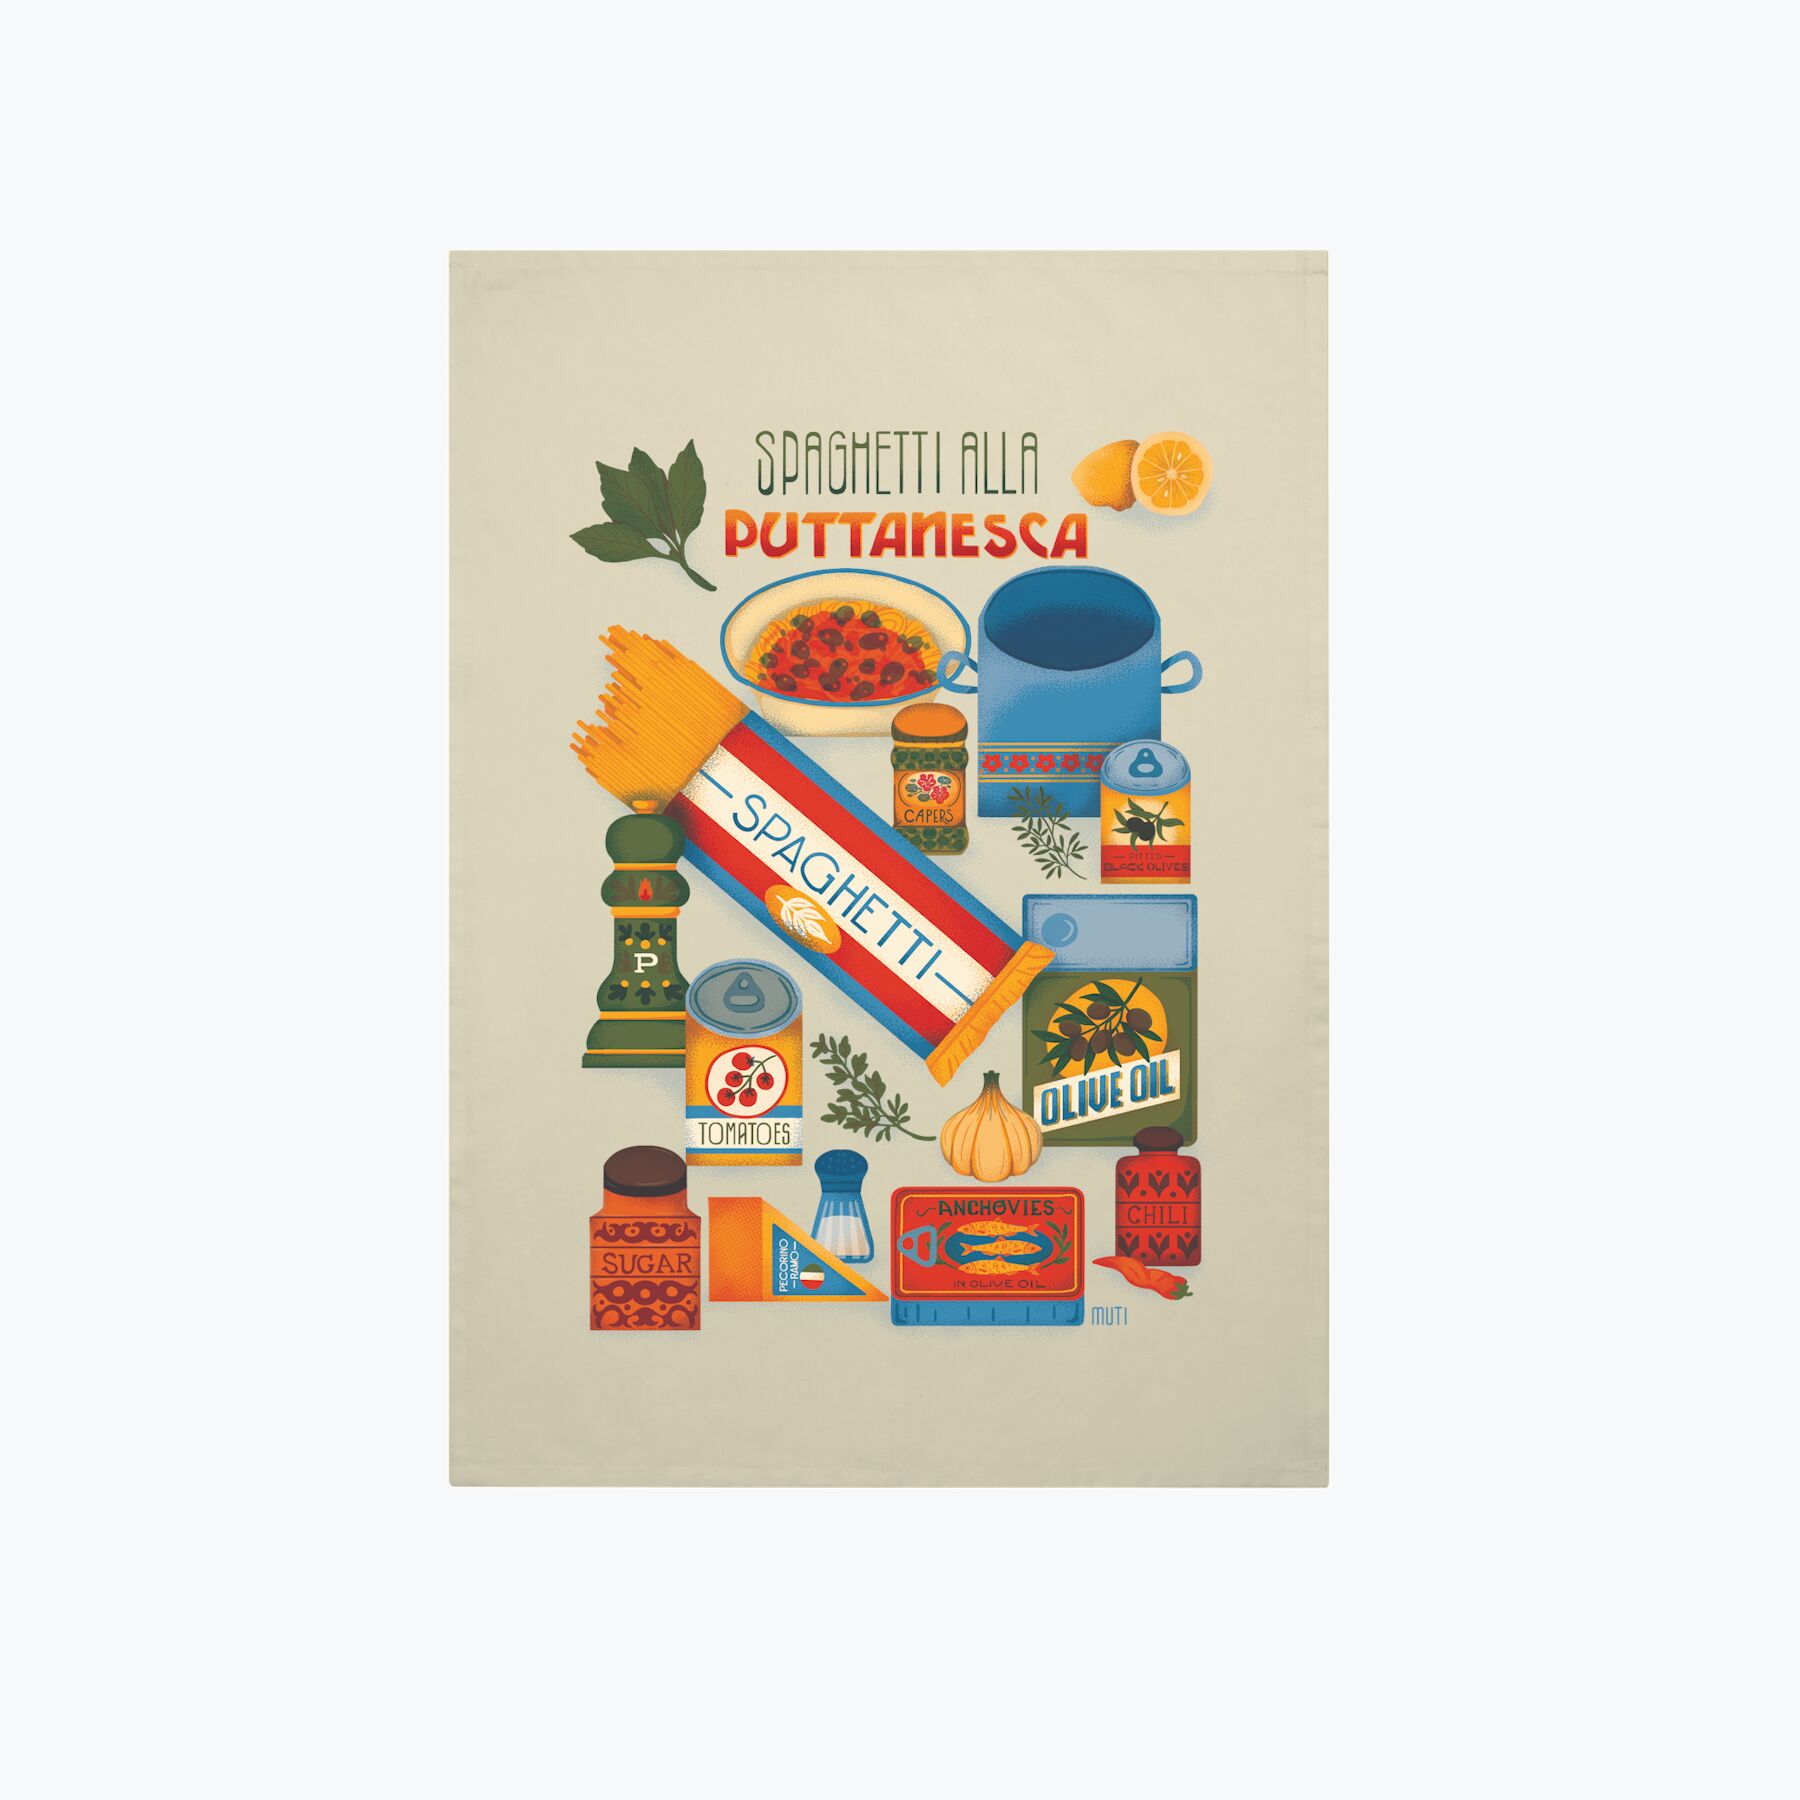 SPAGHETTI ALLA
PUTTANESCA
CAPERS
PITTED
BLACK OLIVES
SPAGHETTI
P
OLIVE OIL
TOMATOES
SUGAR
PECORINO
RAMO
ANCHOVIES
IN OLIVE OIL
CHILI
MUTI